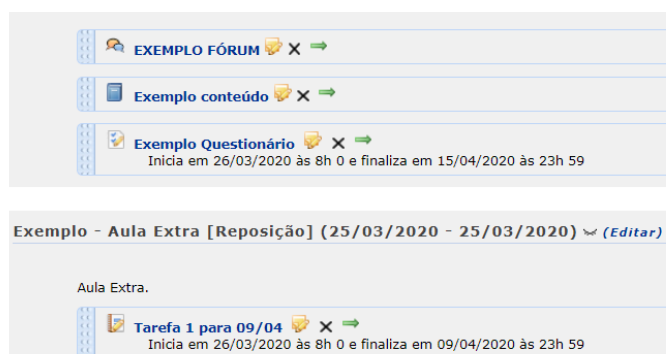 EXEMPLO FÓRUM
Exemplo conteúdo
Exemplo Questionário
Inicia em 26/03/2020 às 8h 0 e finaliza em 15/04/2020 às 23h 59
Exemplo - Aula Extra [Reposição] (25/03/2020 - 25/03/2020) (Editar)
Aula Extra.
Tarefa 1 para 09/04
Inicia em 26/03/2020 às 8h 0 e finaliza em 09/04/2020 às 23h 59